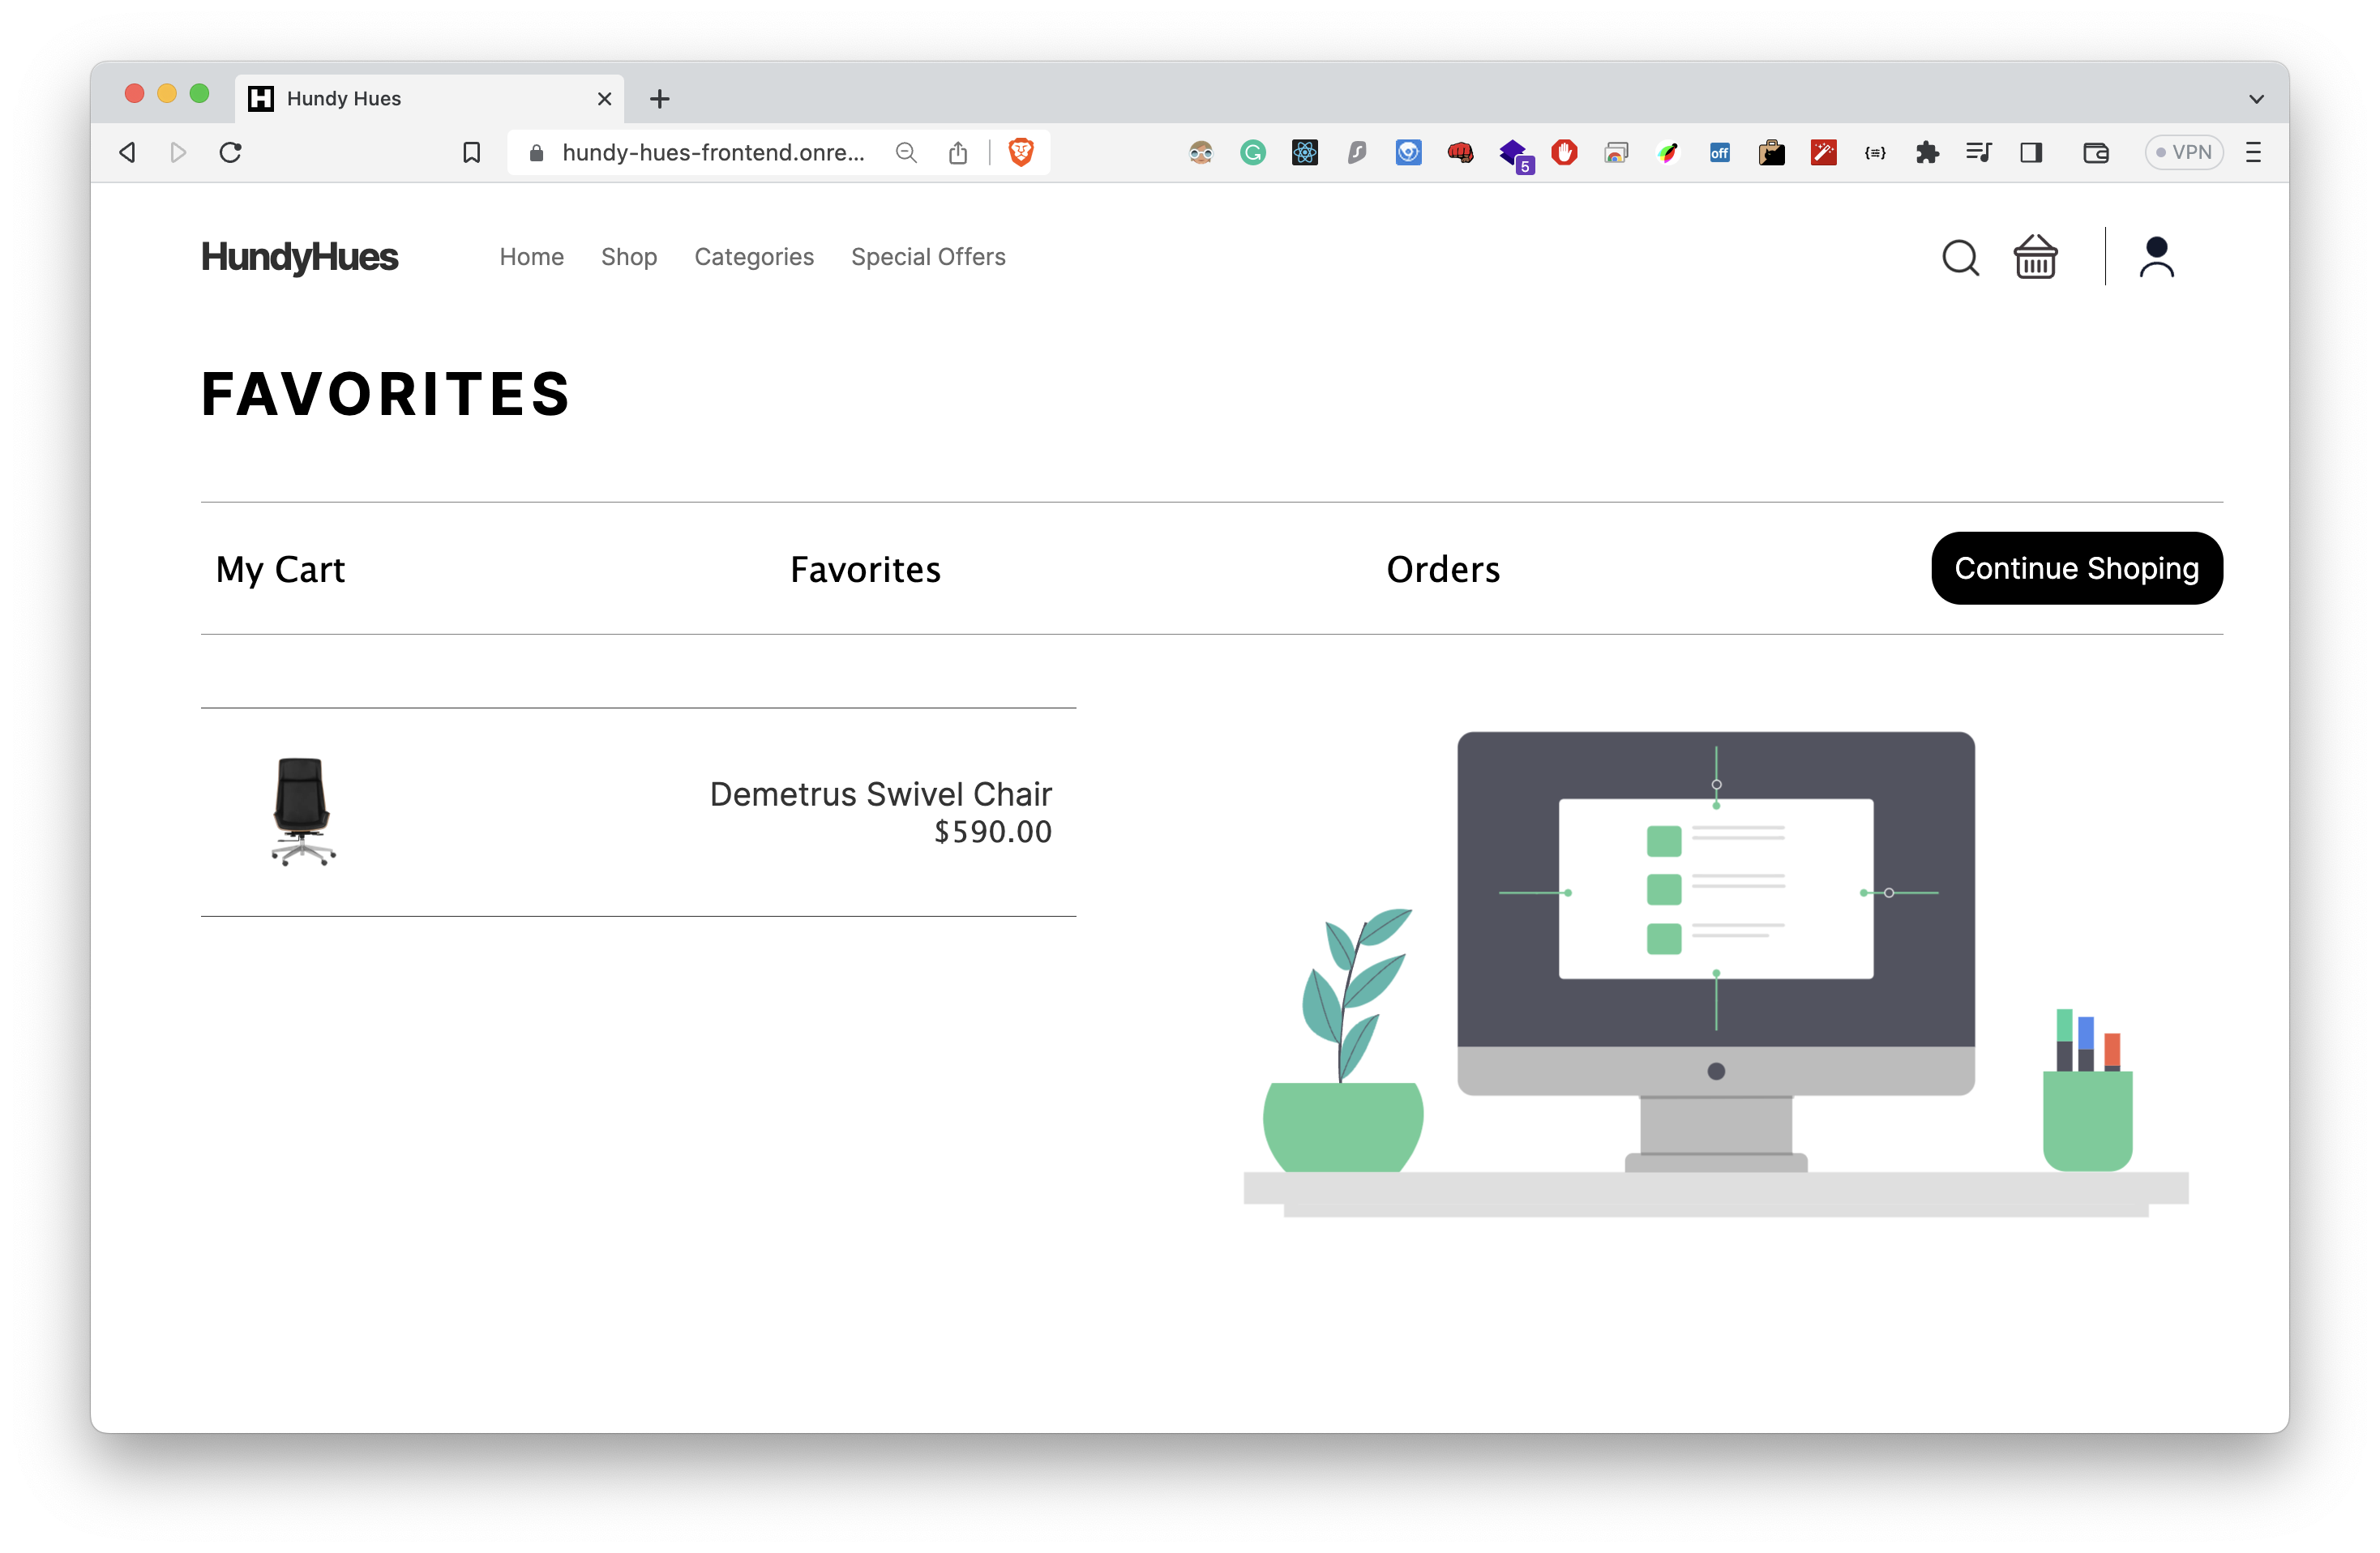 Hundy Hues
hundy-hues-frontend.onre...
5
off
VPN
HundyHues
Home
Shop
Categories
Special Offers
FAVORITES
My Cart
Favorites
Orders
Continue Shoping
Demetrus Swivel Chair
$590.00